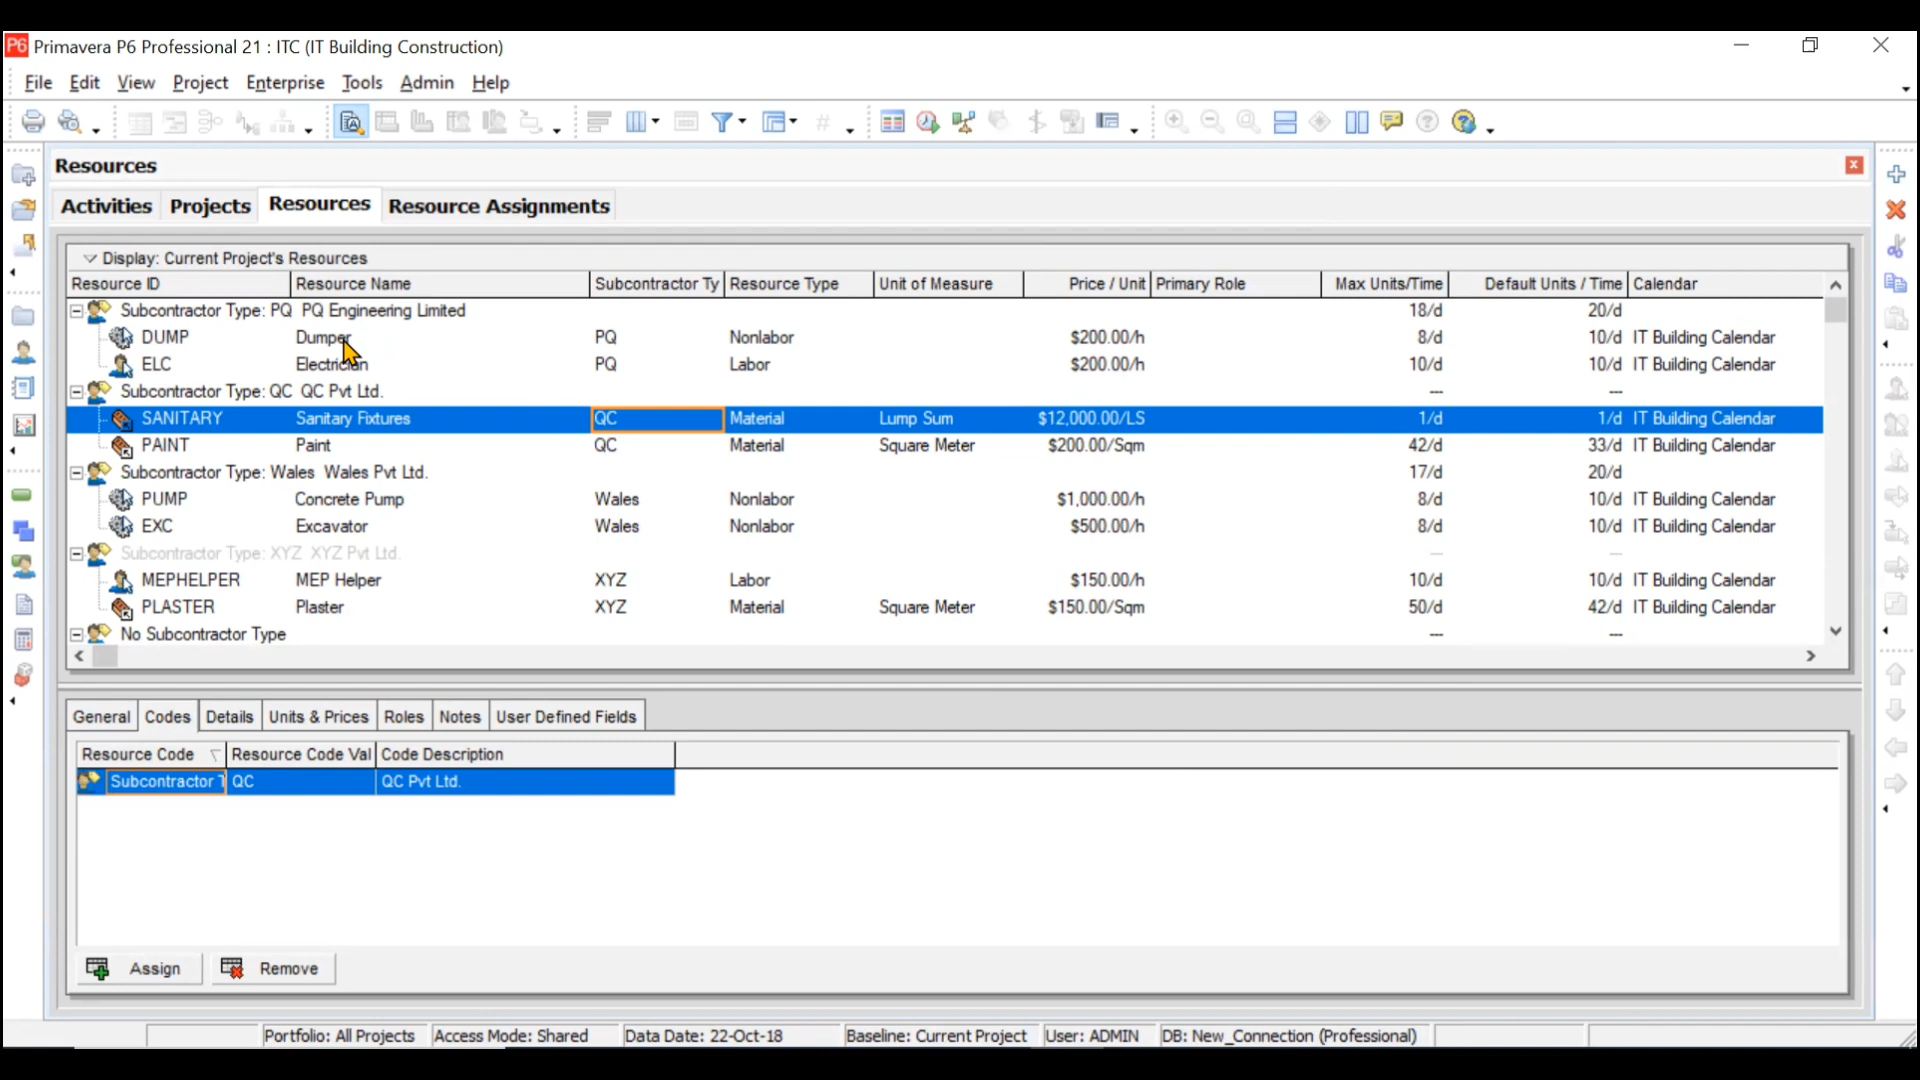 P6 Primavera P6 Professional 21 : ITC (IT Building Construction)
File Edit View Project Enterprise Tools Admin Help
Resources
Activities Projects Resources Resource Assignments
Display: Current Project's Resources
Resource ID Resource Name Subcontractor Ty Resource Type Unit of Measure Price / Unit Primary Role Max Units/Time Default Units / Time Calendar
Subcontractor Type: PQ PQ Engineering Limited 18/d 20/d
DUMP Dumper PQ Nonlabor $200.00/h 8/d 10/d IT Building Calendar
ELC Electrician PQ Labor $200.00/h 10/d 10/d IT Building Calendar
Subcontractor Type: QC QC Pvt Ltd. --- ---
SANITARY Sanitary Fixtures QC Material Lump Sum $12,000.00/LS 1/d 1/d IT Building Calendar
PAINT Paint QC Material Square Meter $200.00/Sqm 42/d 33/d IT Building Calendar
Subcontractor Type: Wales Wales Pvt Ltd. 17/d 20/d
PUMP Concrete Pump Wales Nonlabor $1,000.00/h 8/d 10/d IT Building Calendar
EXC Excavator Wales Nonlabor $500.00/h 8/d 10/d IT Building Calendar
Subcontractor Type: XYZ XYZ Pvt Ltd. --- ---
MEPHELPER MEP Helper XYZ Labor $150.00/h 10/d 10/d IT Building Calendar
PLASTER Plaster XYZ Material Square Meter $150.00/Sqm 50/d 42/d IT Building Calendar
No Subcontractor Type --- ---
General Codes Details Units & Prices Roles Notes User Defined Fields
Resource Code Resource Code Val Code Description
Subcontractor T QC QC Pvt Ltd.
Assign Remove
Portfolio: All Projects Access Mode: Shared Data Date: 22-Oct-18 Baseline: Current Project User: ADMIN DB: New_Connection (Professional)